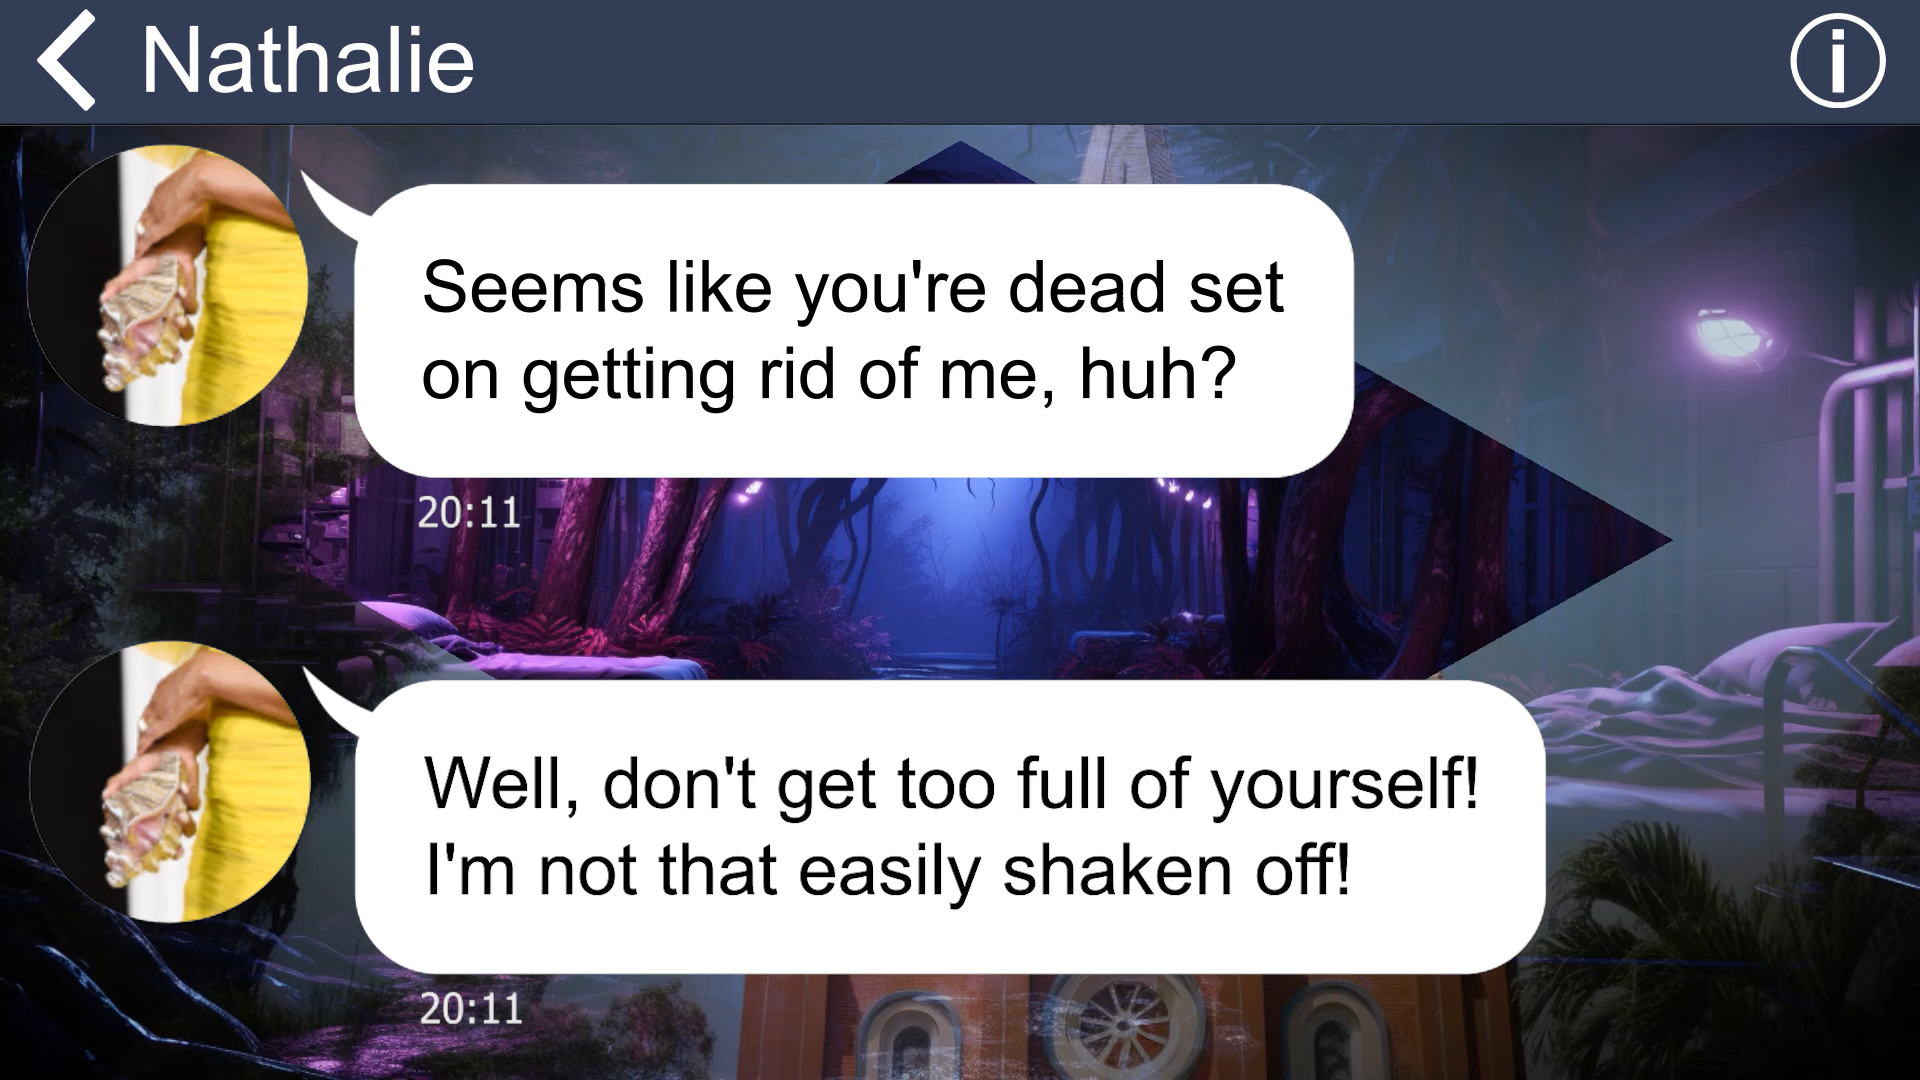 Nathalie
Seems like you're dead set
on getting rid of me, huh?
20:11
Well, don't get too full of yourself!
I'm not that easily shaken off!
20:11